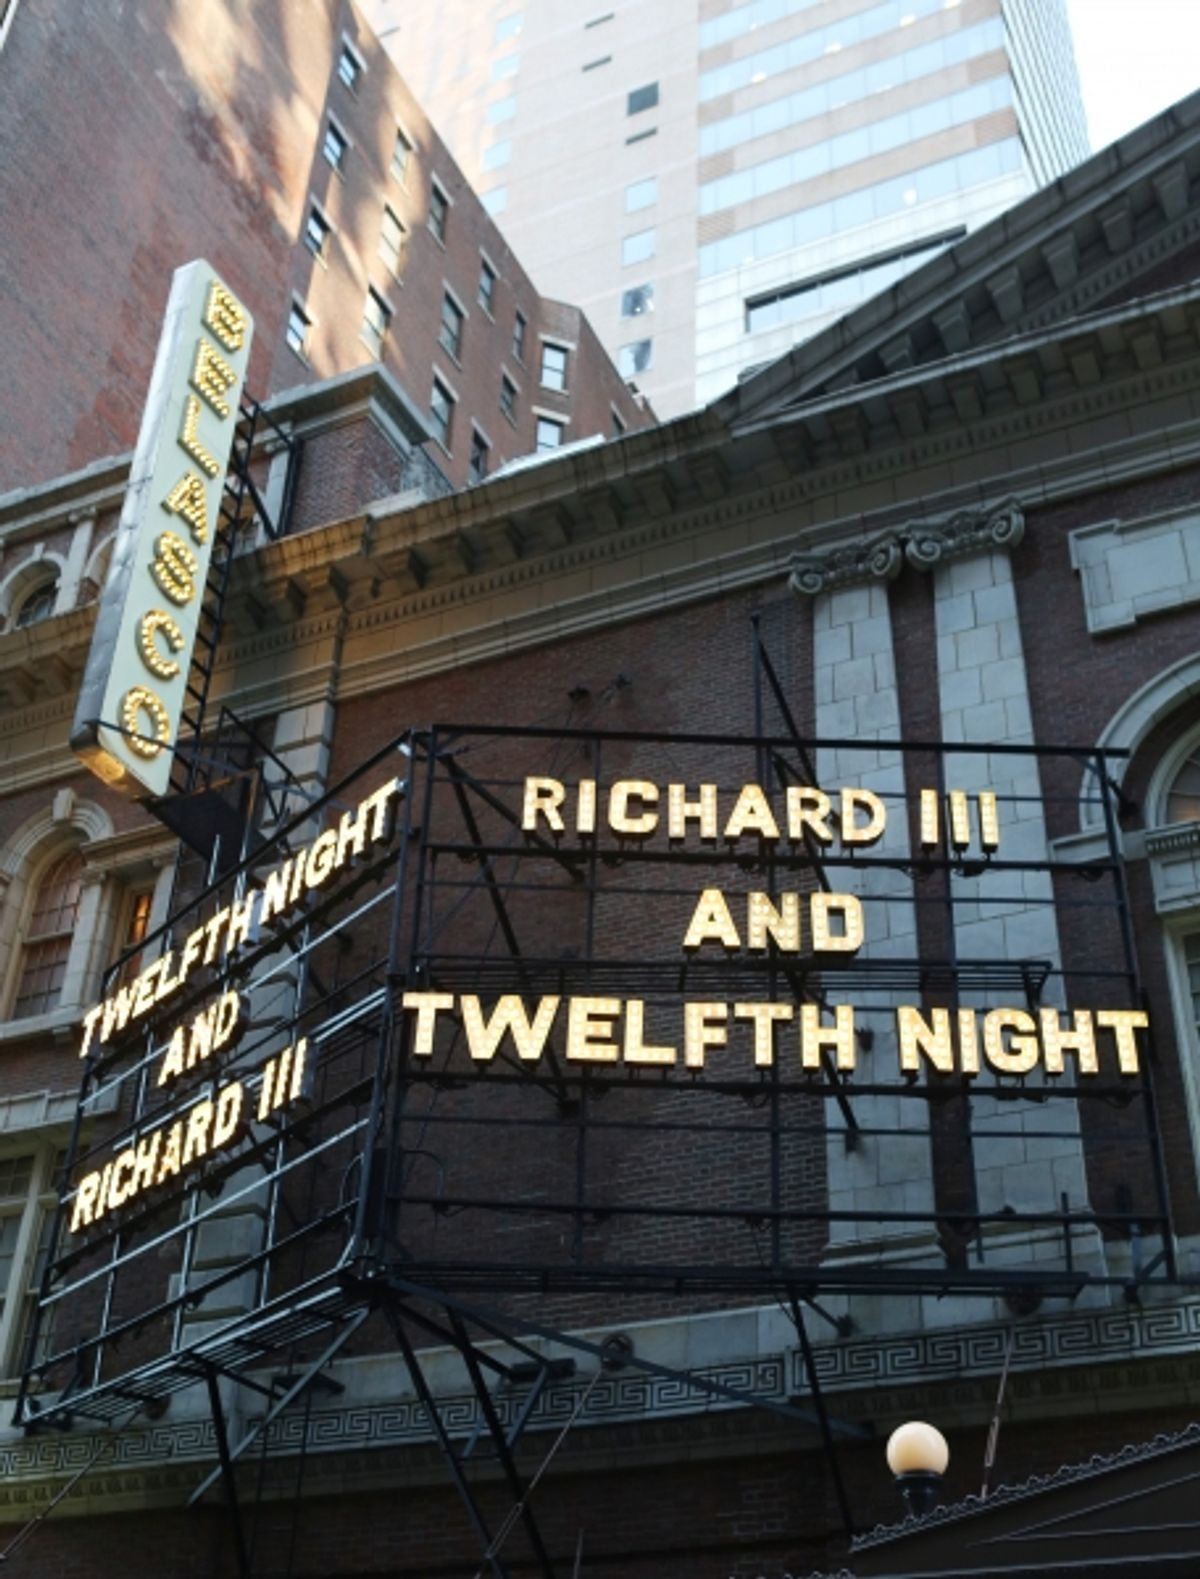 BELASCO
TWELFTH NIGHT
AND
RICHARD III
RICHARD III
AND
TWELFTH NIGHT